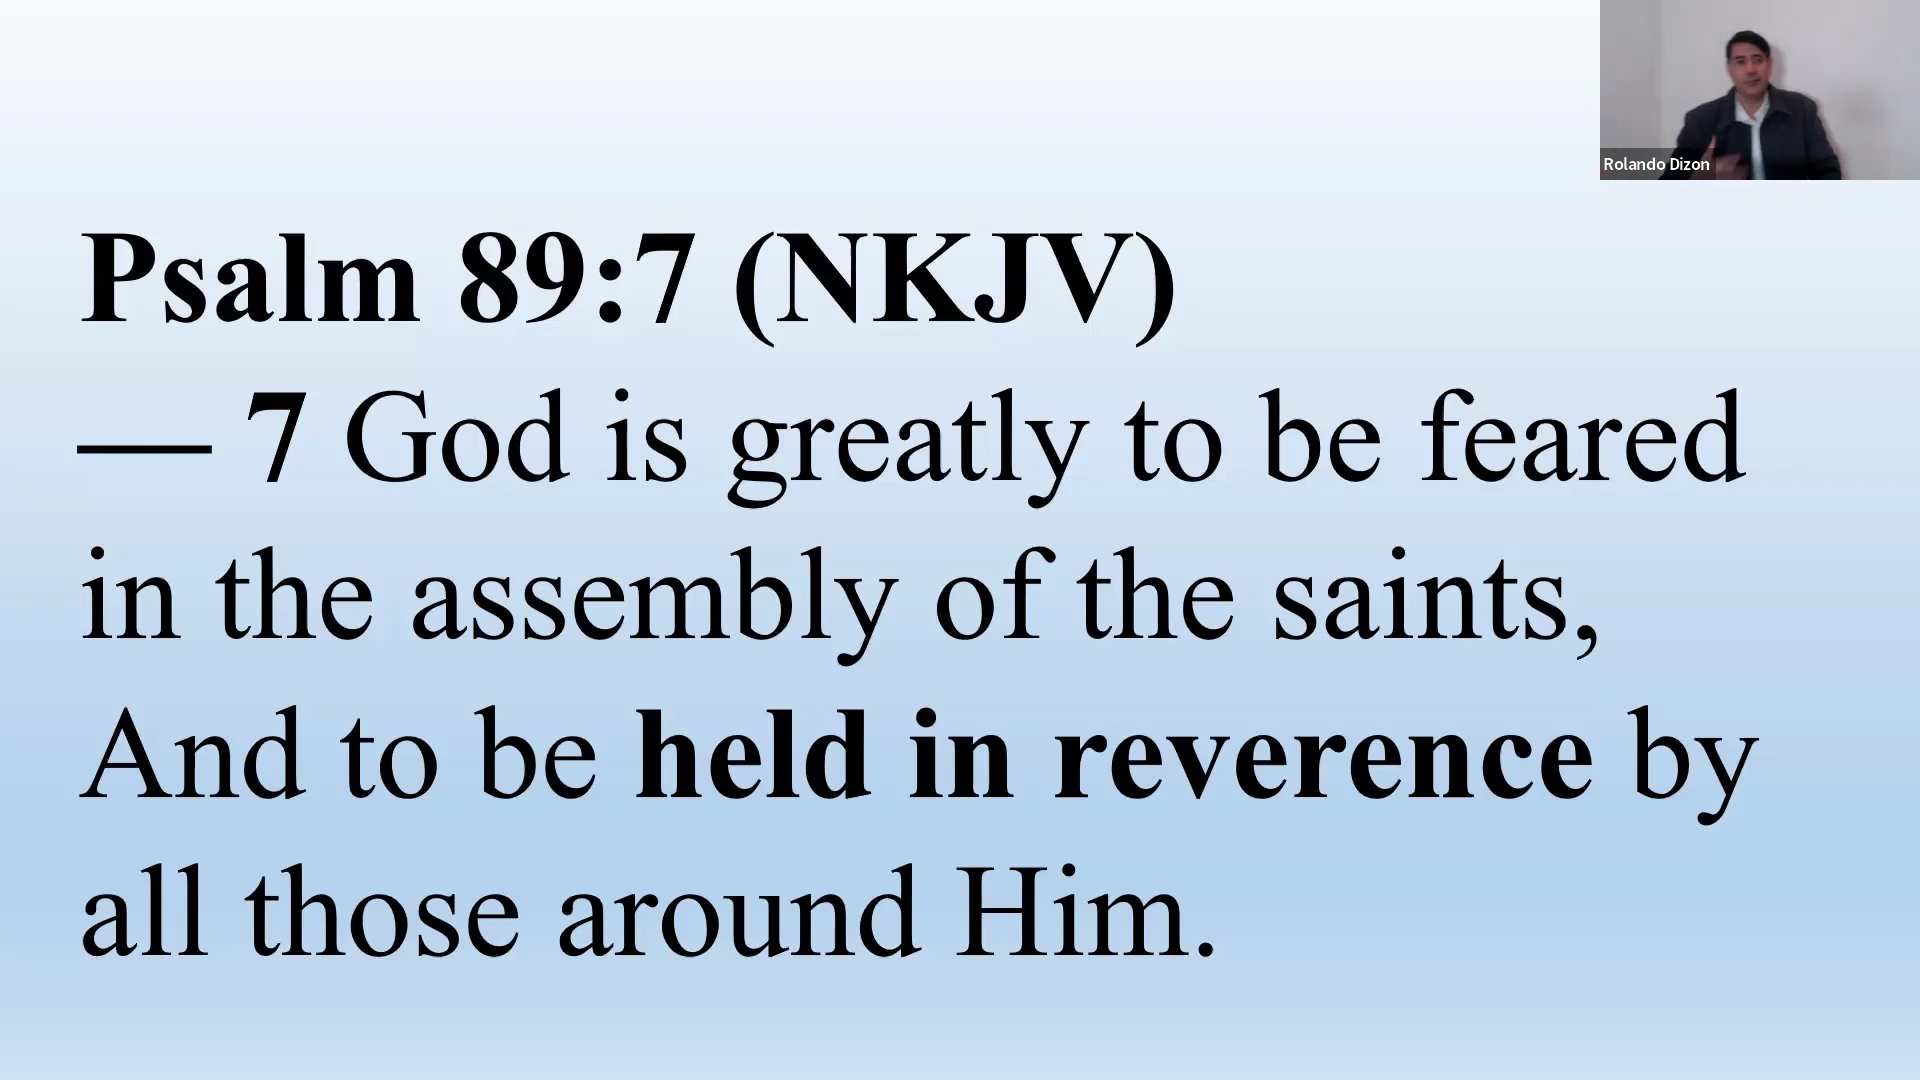 Rolando Dizon
Psalm 89:7 (NKJV)
— 7 God is greatly to be feared
in the assembly of the saints,
And to be held in reverence by
all those around Him.